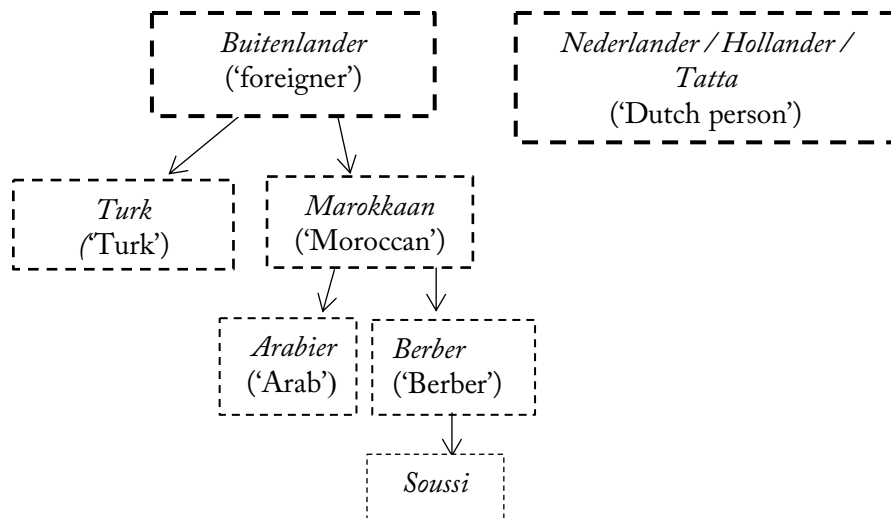 Buitenlander
(‘foreigner’)
Nederlander / Hollander /
Tatta
(‘Dutch person’)
Turk
(‘Turk’)
Marokkaan
(‘Moroccan’)
Arabier
(‘Arab’)
Berber
(‘Berber’)
Soussi